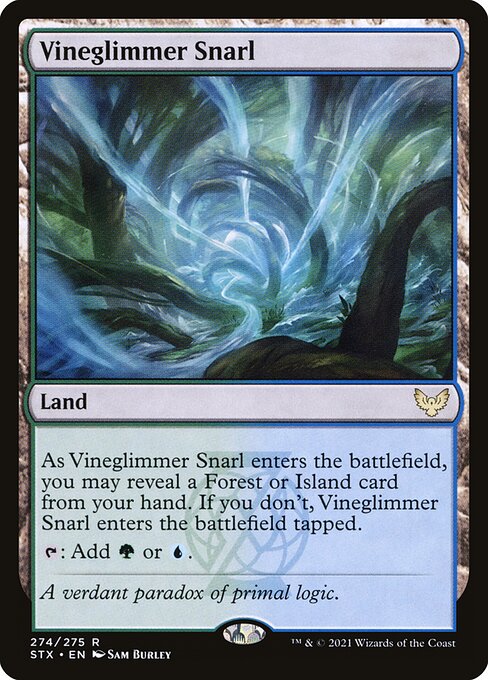 Vineglimmer Snarl
Land
As Vineglimmer Snarl enters the battlefield,
you may reveal a Forest or Island card
from your hand. If you don't, Vineglimmer
Snarl enters the battlefield tapped.
: Add or .
A verdant paradox of primal logic.
274/275 R
STX • EN Sam Burley
™ & © 2021 Wizards of the Coast